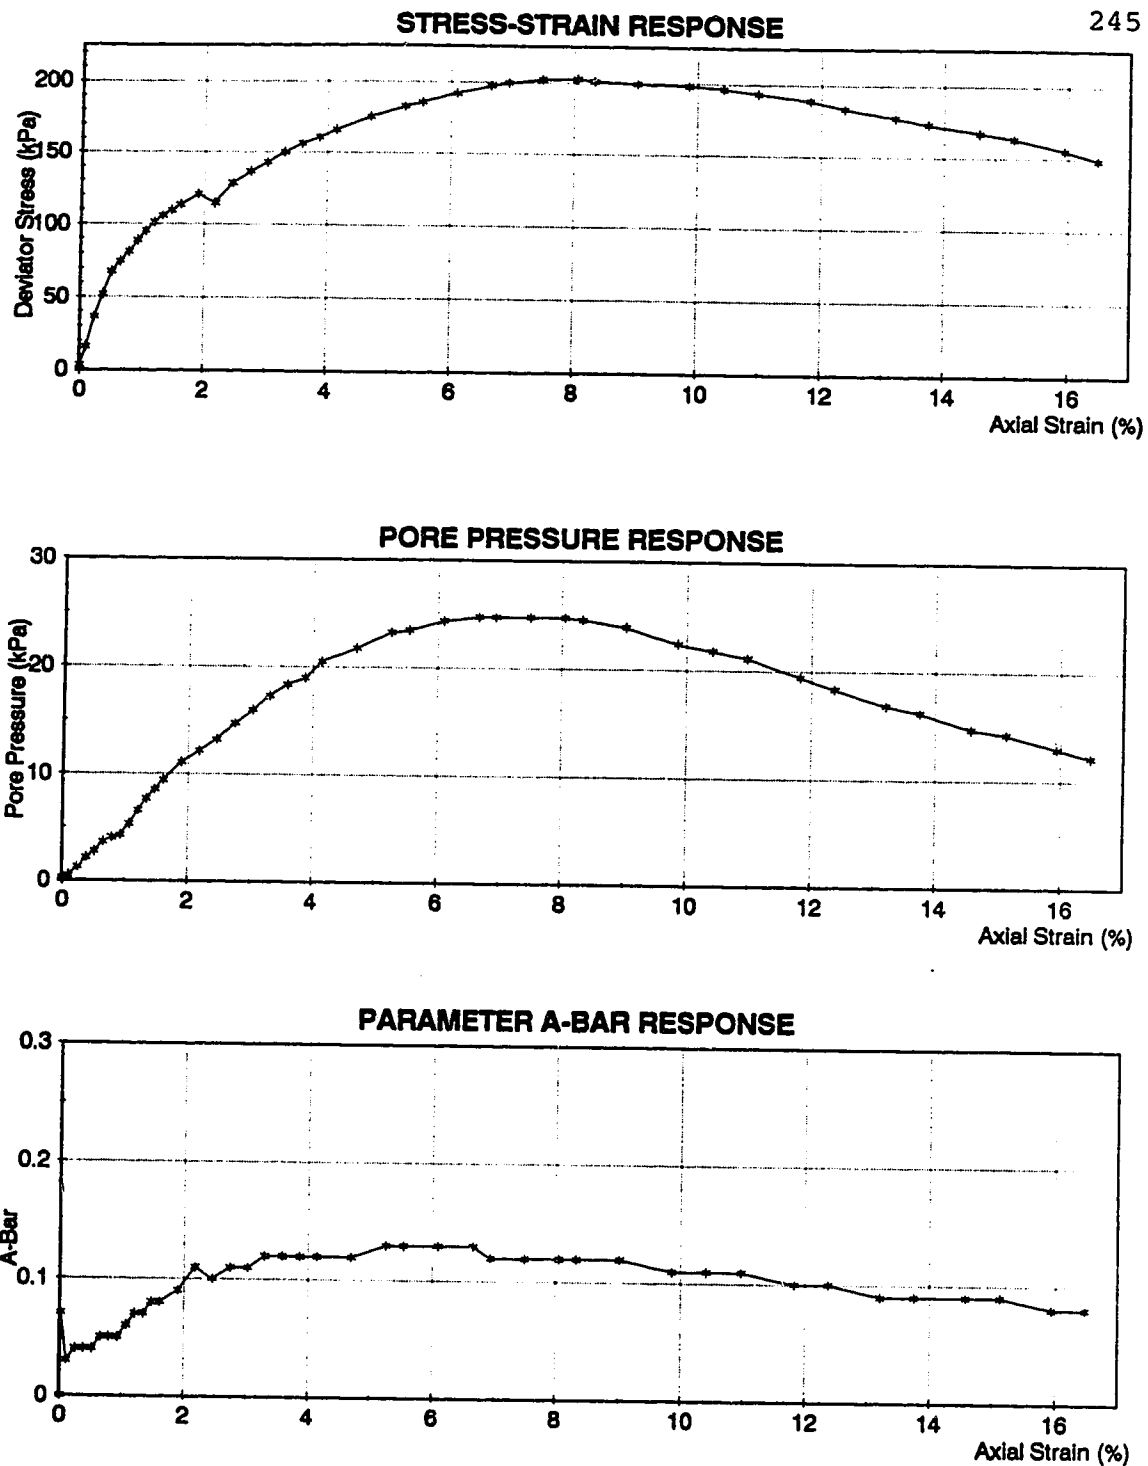 245
STRESS-STRAIN RESPONSE
Deviator Stress (kPa)
200
150
100
50
0
0 2 4 6 8 10 12 14 16
Axial Strain (%)
PORE PRESSURE RESPONSE
Pore Pressure (kPa)
30
20
10
0
0 2 4 6 8 10 12 14 16
Axial Strain (%)
PARAMETER A-BAR RESPONSE
A-Bar
0.3
0.2
0.1
0
0 2 4 6 8 10 12 14 16
Axial Strain (%)